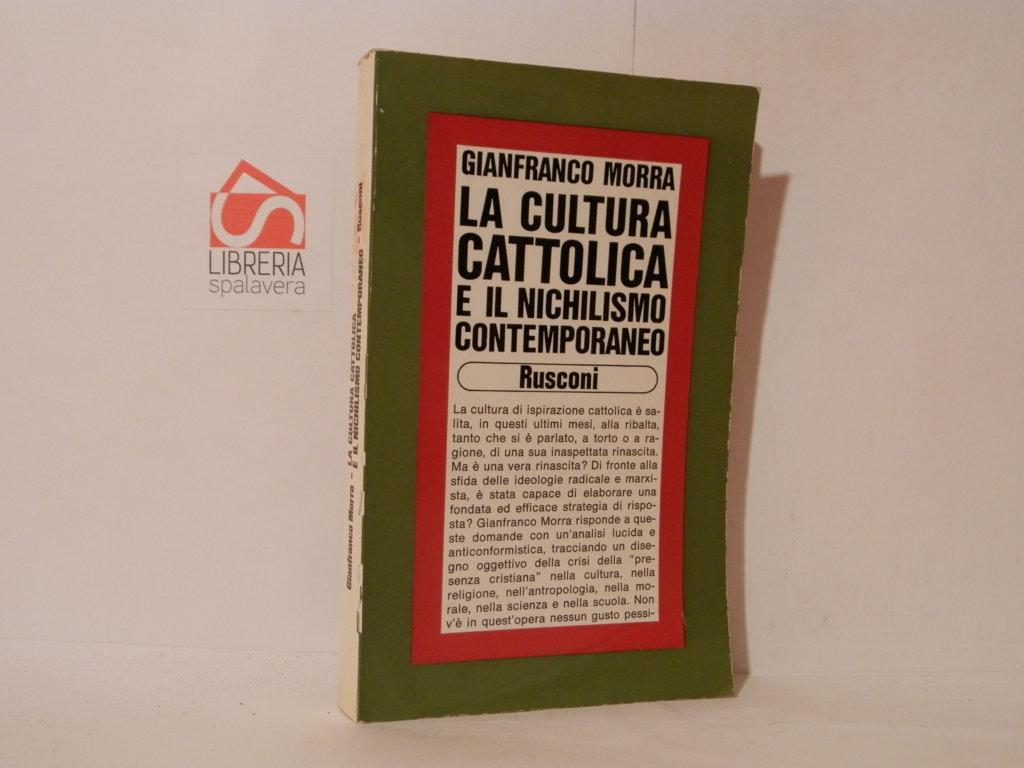 LIBRERIA
spalavera
Gianfranco Morra - LA CULTURA CATTOLICA
E IL NICHILISMO CONTEMPORANEO - Rusconi
GIANFRANCO MORRA
LA CULTURA
CATTOLICA
E IL NICHILISMO
CONTEMPORANEO
Rusconi
La cultura di ispirazione cattolica è sa-
lita, in questi ultimi mesi, alla ribalta,
tanto che si è parlato, a torto o a ra-
gione, di una sua inaspettata rinascita.
Ma è una vera rinascita? Di fronte alla
sfida delle ideologie radicale e marxi-
sta, è stata capace di elaborare una
fondata ed efficace strategia di rispo-
sta? Gianfranco Morra risponde a que-
ste domande con un'analisi lucida e
anticonformistica, tracciando un dise-
gno oggettivo della crisi della "pre-
senza cristiana" nella cultura, nella
religione, nell'antropologia, nella mo-
rale, nella scienza e nella scuola. Non
v'è in quest'opera nessun gusto pessi-